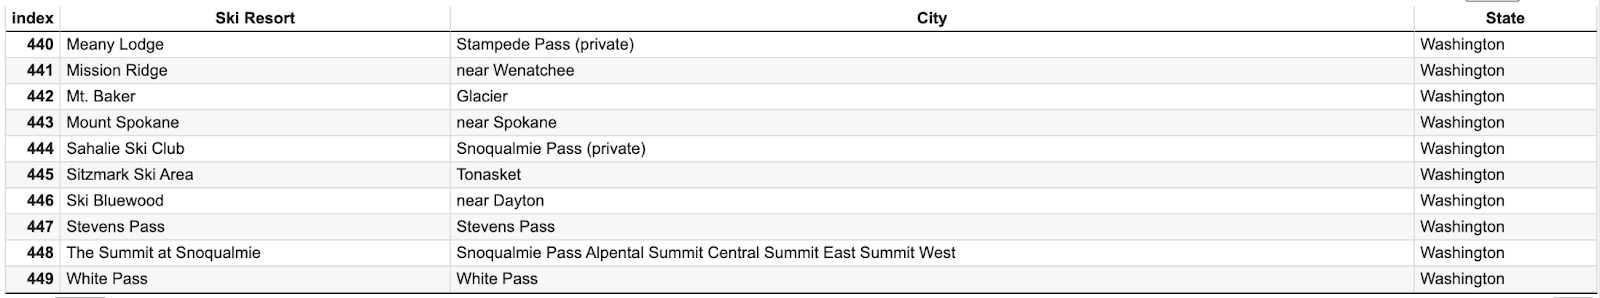 index Ski Resort City State
440 Meany Lodge Stampede Pass (private) Washington
441 Mission Ridge near Wenatchee Washington
442 Mt. Baker Glacier Washington
443 Mount Spokane near Spokane Washington
444 Sahalie Ski Club Snoqualmie Pass (private) Washington
445 Sitzmark Ski Area Tonasket Washington
446 Ski Bluewood near Dayton Washington
447 Stevens Pass Stevens Pass Washington
448 The Summit at Snoqualmie Snoqualmie Pass Alpental Summit Central Summit East Summit West Washington
449 White Pass White Pass Washington